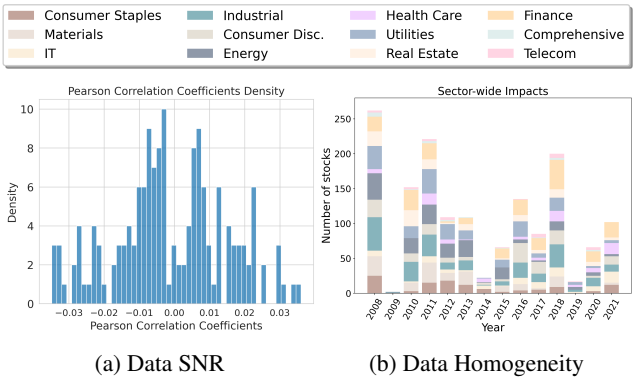 Consumer Staples Industrial Health Care Finance
Materials Consumer Disc. Utilities Comprehensive
IT Energy Real Estate Telecom
Pearson Correlation Coefficients Density
Density
10
8
6
4
2
0
−0.03 −0.02 −0.01 0.00 0.01 0.02 0.03
Pearson Correlation Coefficients
Sector-wide Impacts
Number of stocks
250
200
150
100
50
0
2008 2009 2010 2011 2012 2013 2014 2015 2016 2017 2018 2019 2020 2021
Year
(a) Data SNR
(b) Data Homogeneity